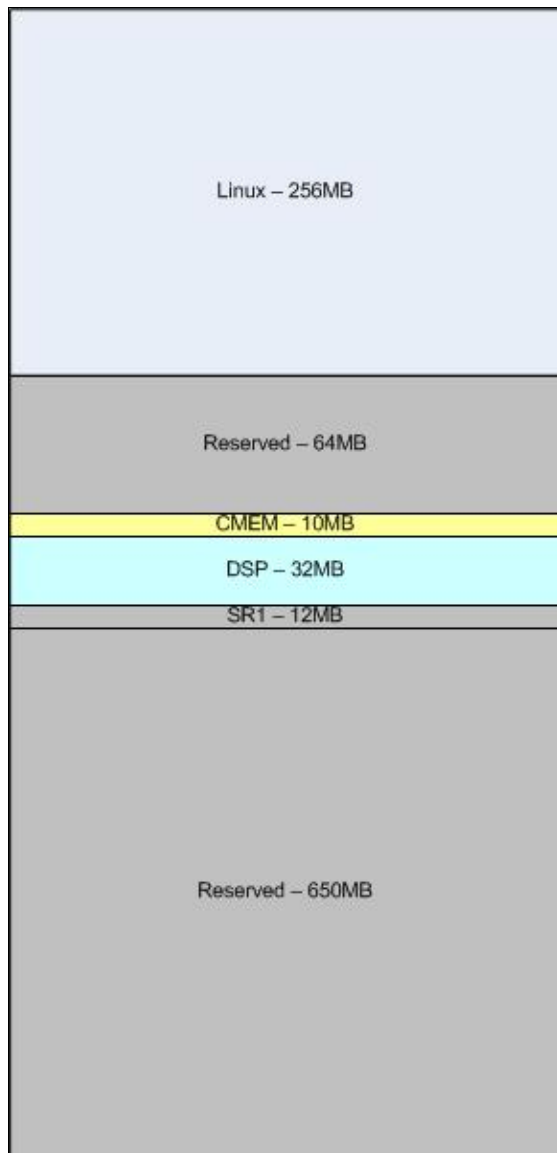 Linux – 256MB
Reserved – 64MB
CMEM – 10MB
DSP – 32MB
SR1 – 12MB
Reserved – 650MB